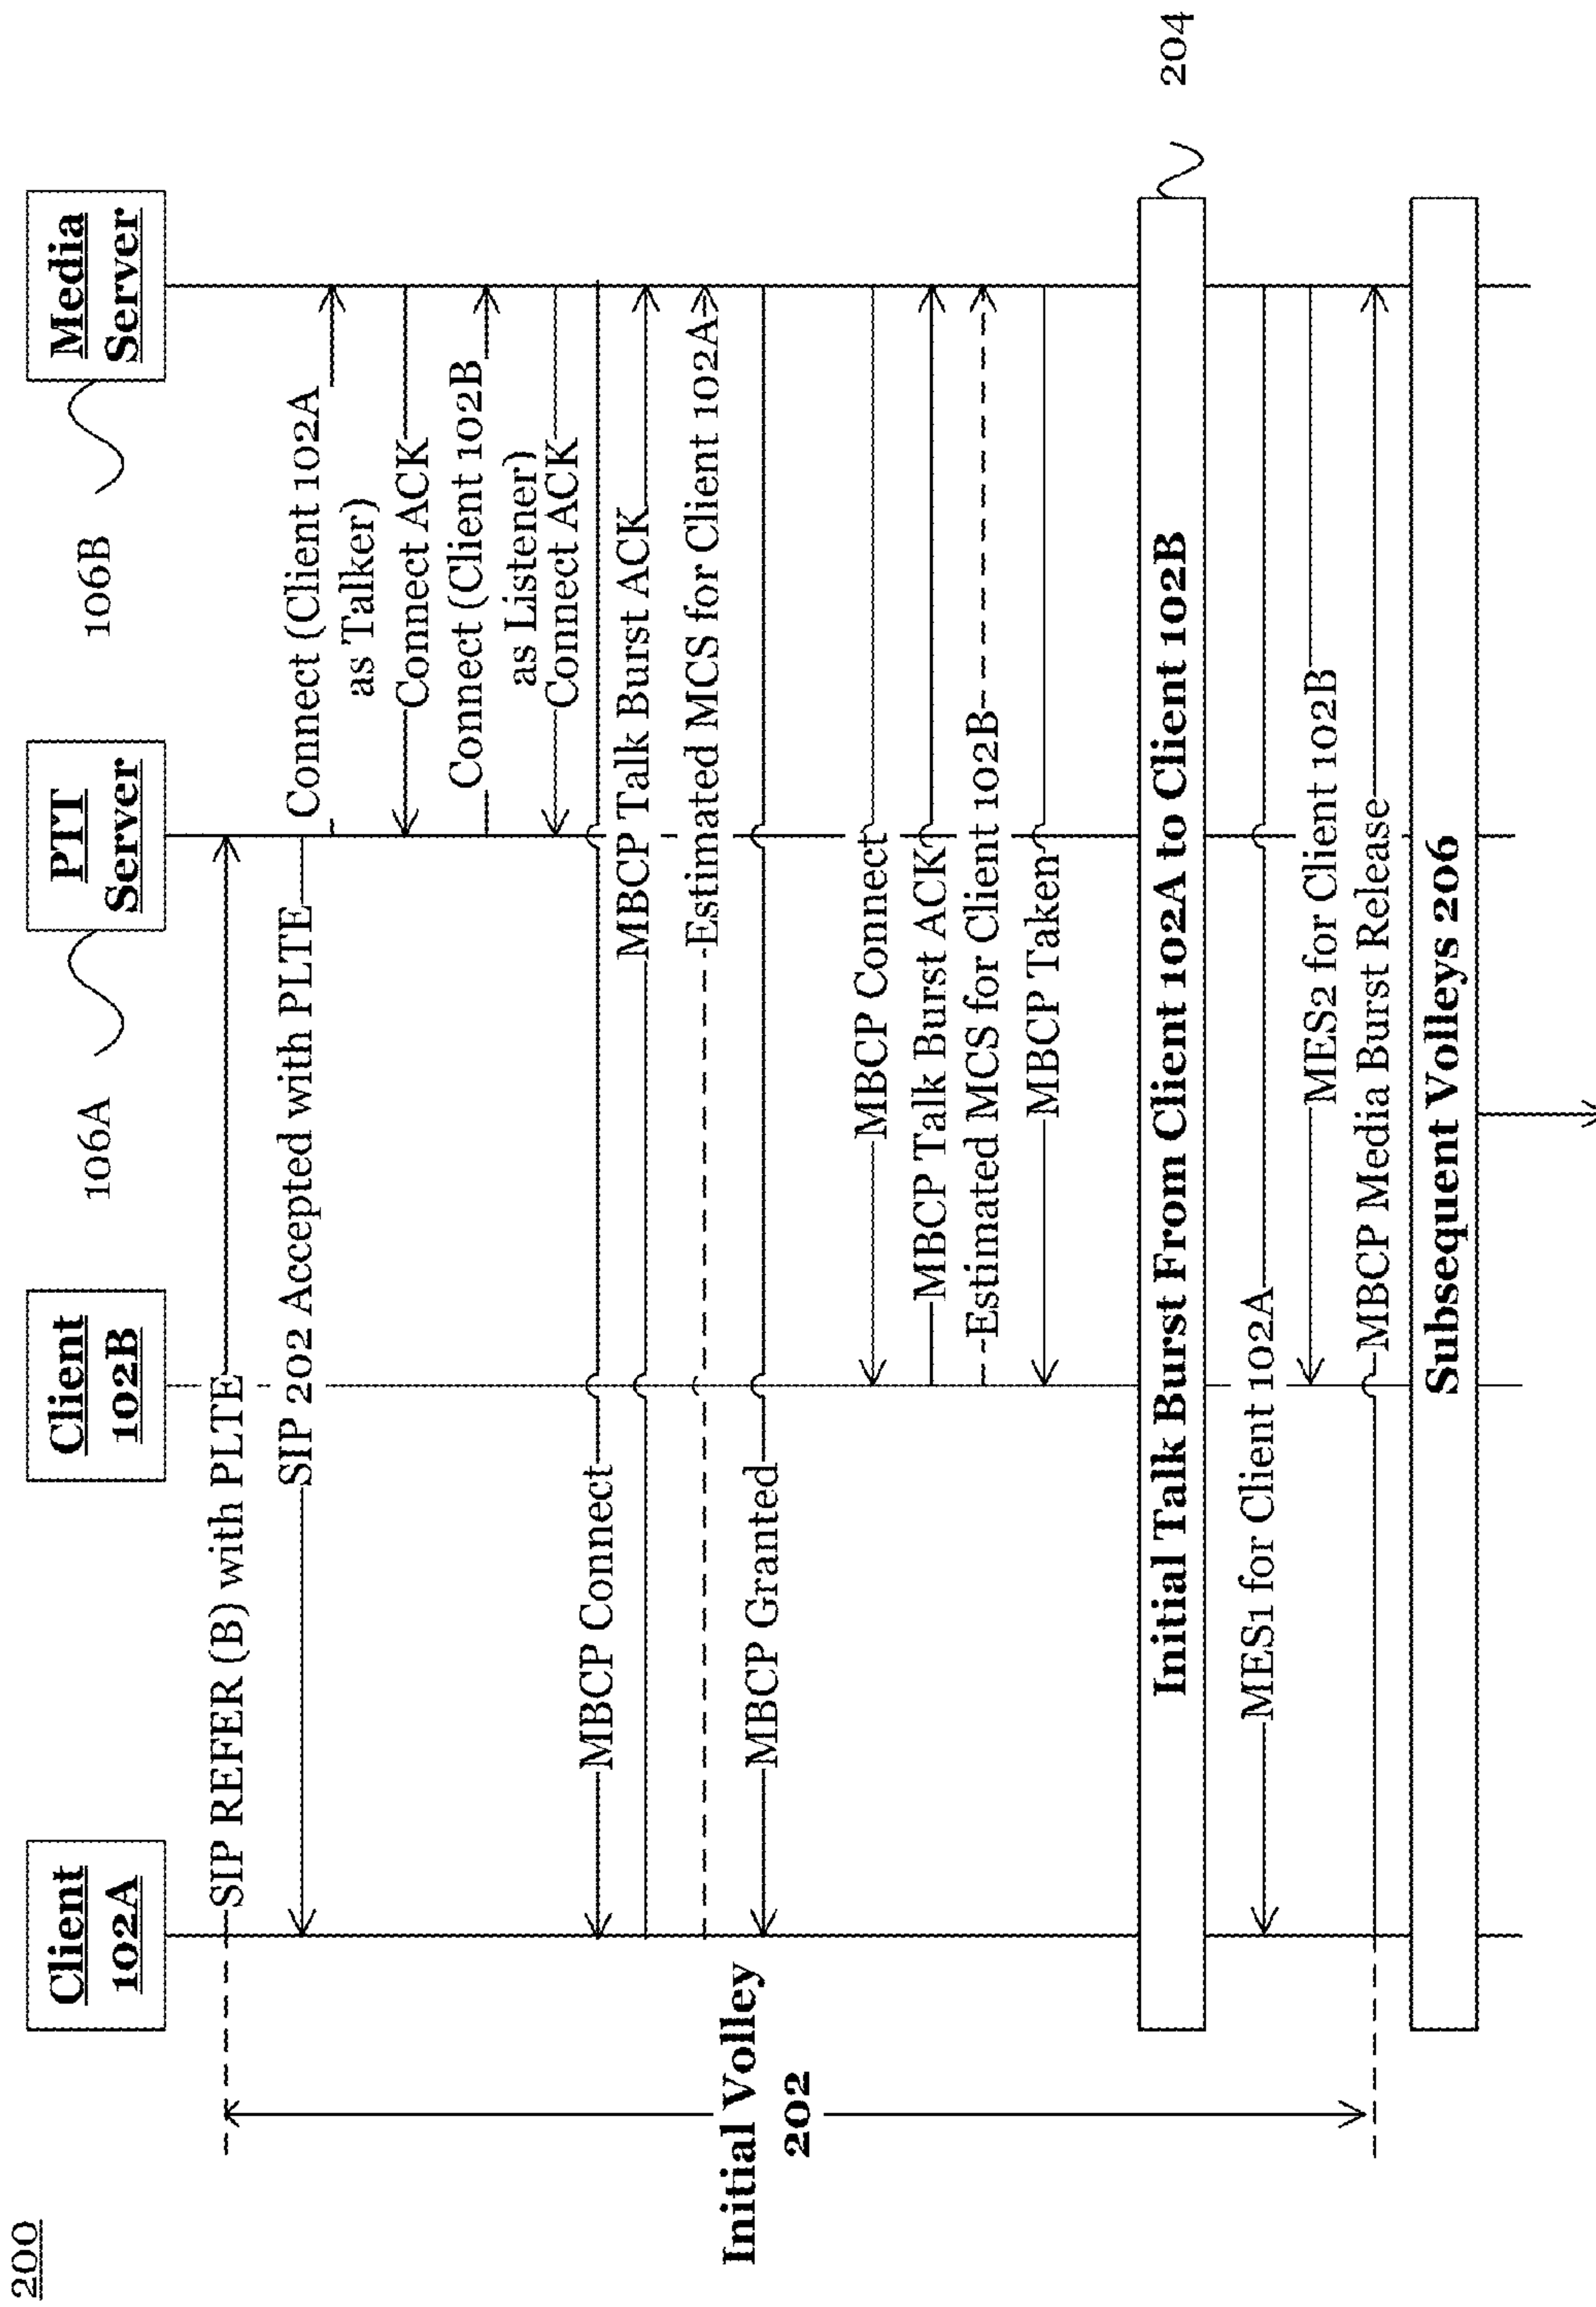 200
Client
102A
Client
102B
PTT
Server
Media
Server
106A
106B
SIP REFER (B) with PLTE
SIP 202 Accepted with PLTE
Connect (Client 102A
as Talker)
Connect ACK
Connect (Client 102B
as Listener)
Connect ACK
MBCP Connect
MBCP Talk Burst ACK
Estimated MCS for Client 102A
MBCP Granted
Initial Volley
202
MBCP Connect
MBCP Talk Burst ACK
Estimated MCS for Client 102B
MBCP Taken
Initial Talk Burst From Client 102A to Client 102B
204
MES1 for Client 102A
MES2 for Client 102B
MBCP Media Burst Release
Subsequent Volleys 206